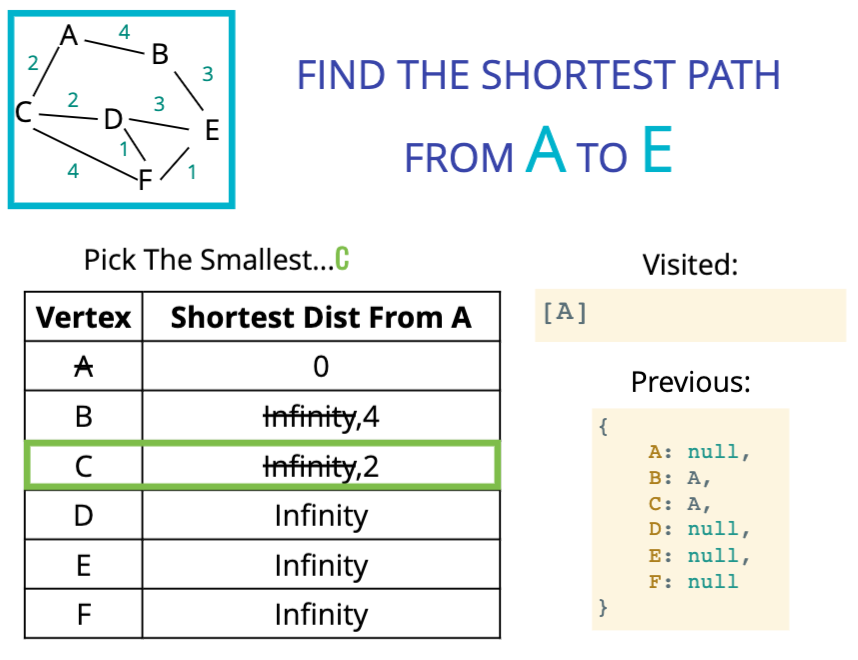 A 4 B
2 3
C 2 D 3 E
1
4 F 1
FIND THE SHORTEST PATH
FROM A TO E
Pick The Smallest...C
Vertex Shortest Dist From A
A 0
B Infinity,4
C Infinity,2
D Infinity
E Infinity
F Infinity
Visited:
[A]
Previous:
{
A: null,
B: A,
C: A,
D: null,
E: null,
F: null
}